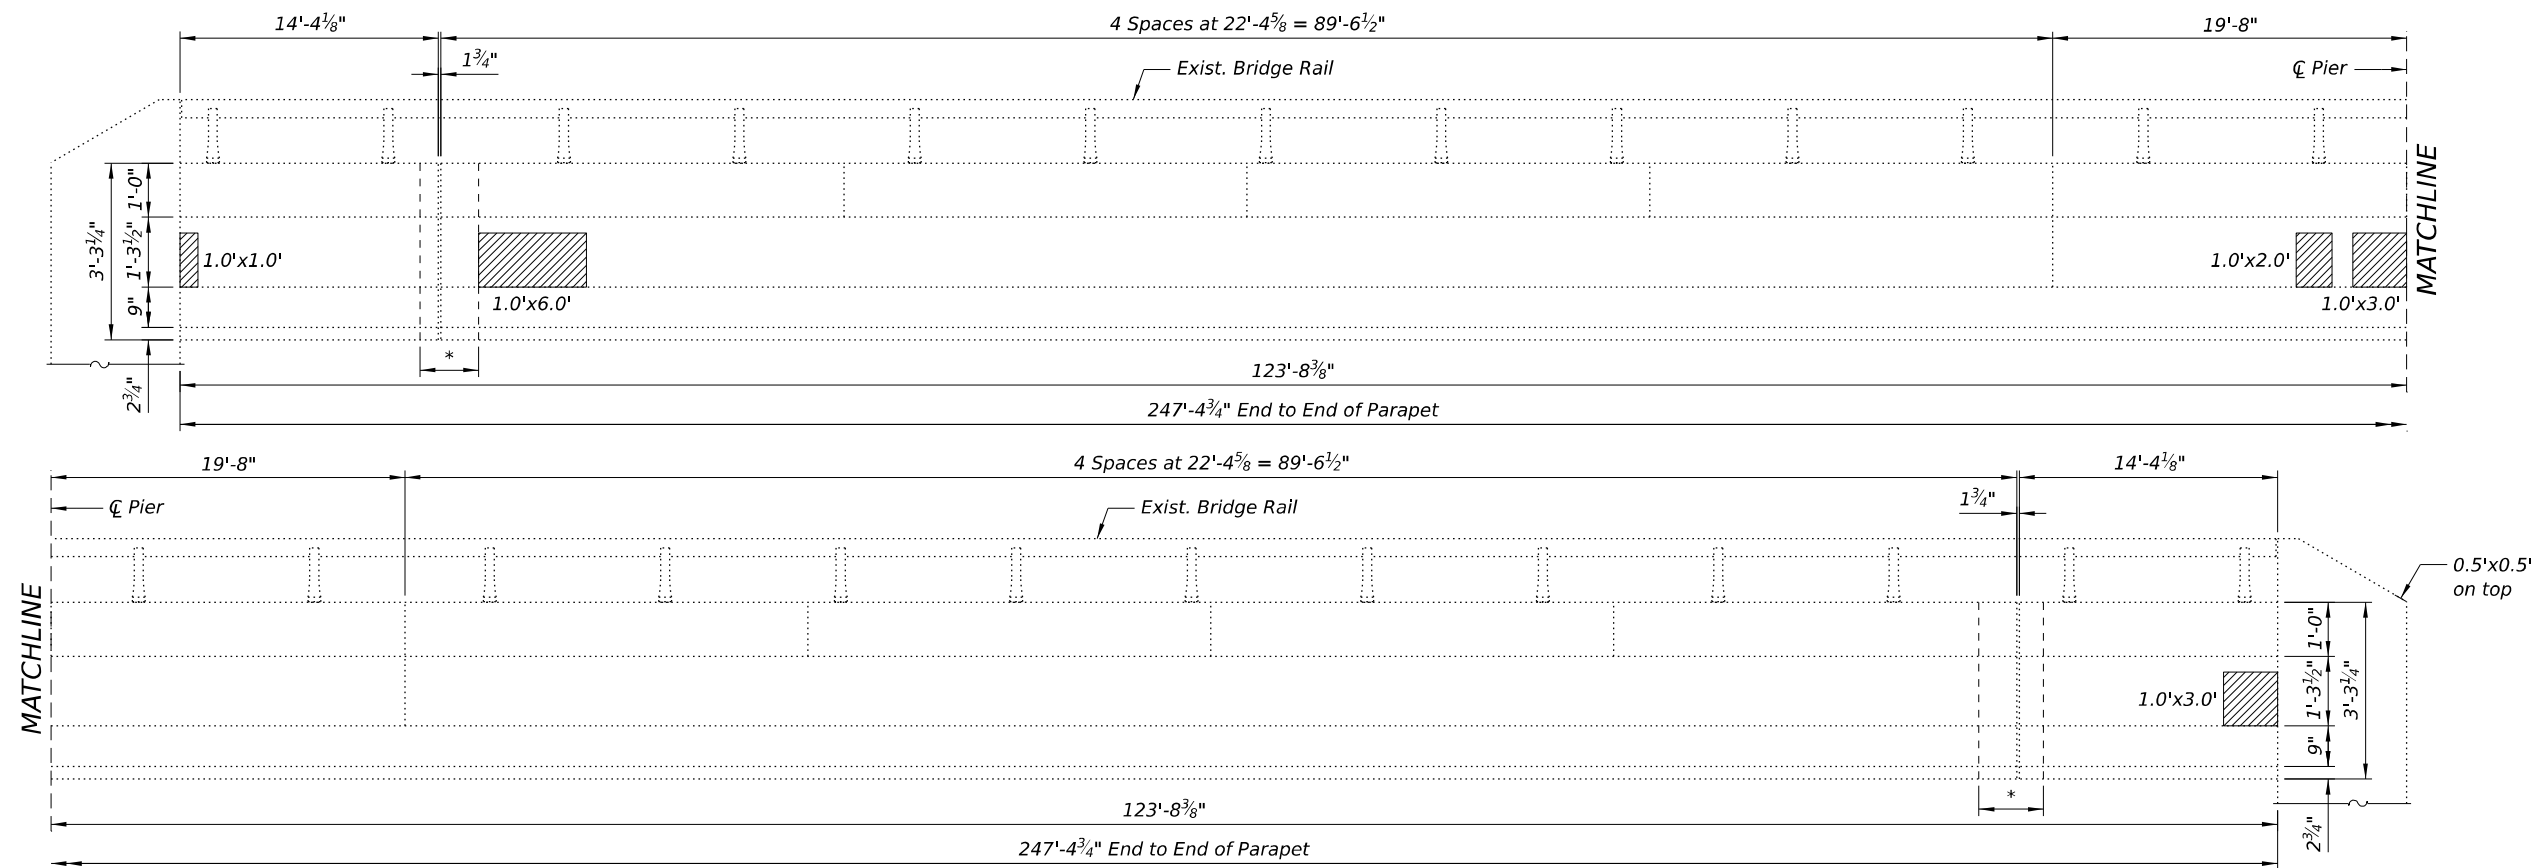 14'-4⅛"
4 Spaces at 22'-4⅝ = 89'-6½"
19'-8"
1¾"
Exist. Bridge Rail
℄ Pier
3'-3¼"
1'-0"
1'-3½"
9"
2¾"
1.0'x1.0'
1.0'x6.0'
1.0'x2.0'
1.0'x3.0'
MATCHLINE
*
123'-8⅜"
247'-4¾" End to End of Parapet
19'-8"
4 Spaces at 22'-4⅝ = 89'-6½"
14'-4⅛"
℄ Pier
Exist. Bridge Rail
1¾"
0.5'x0.5'
on top
MATCHLINE
1.0'x3.0'
1'-0"
1'-3½"
3'-3¼"
9"
2¾"
*
123'-8⅜"
247'-4¾" End to End of Parapet